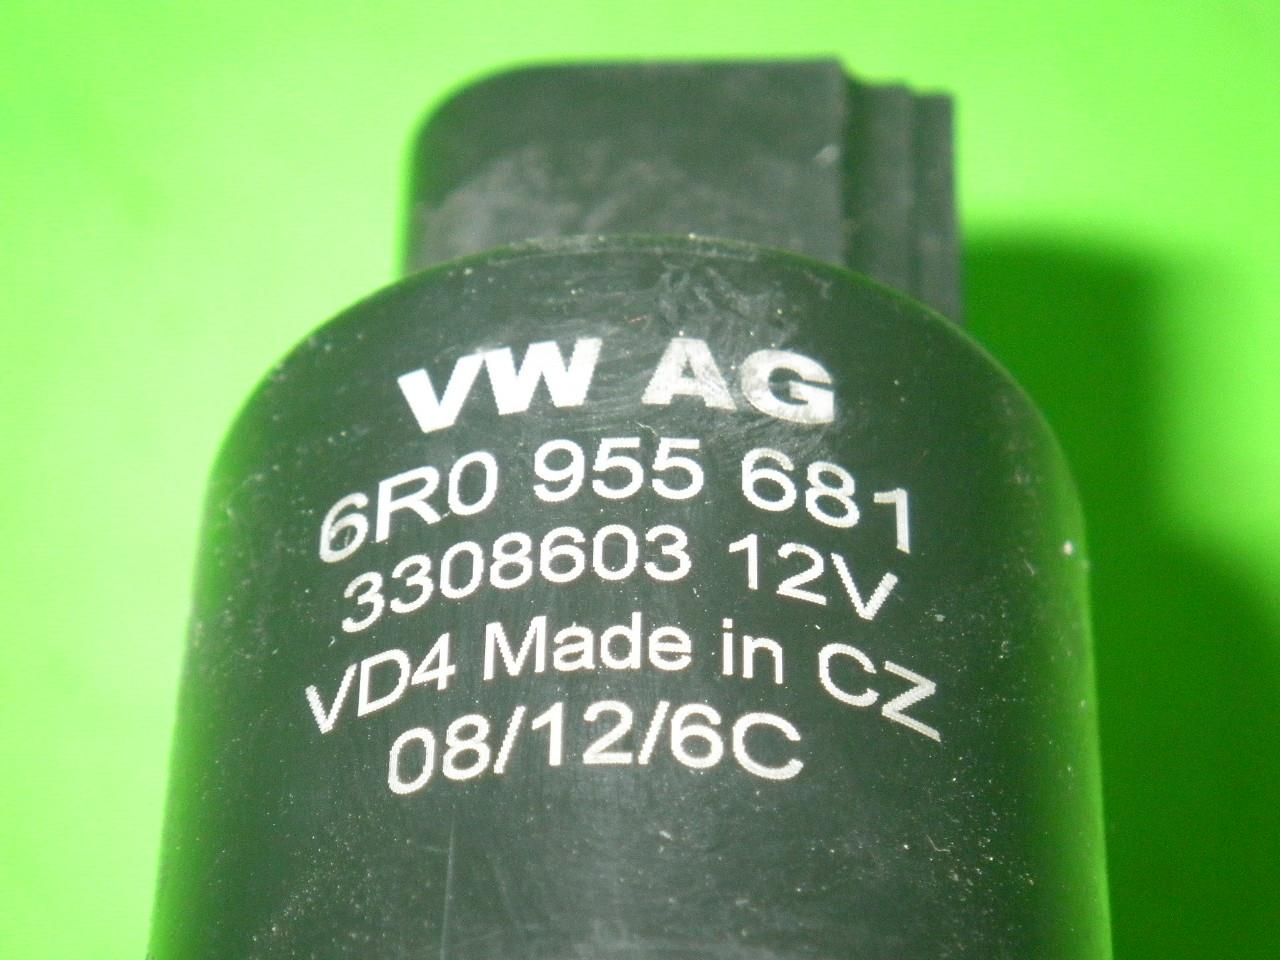 VW AG
6R0 955 681
3308603 12V
VD4 Made in CZ
08/12/6C